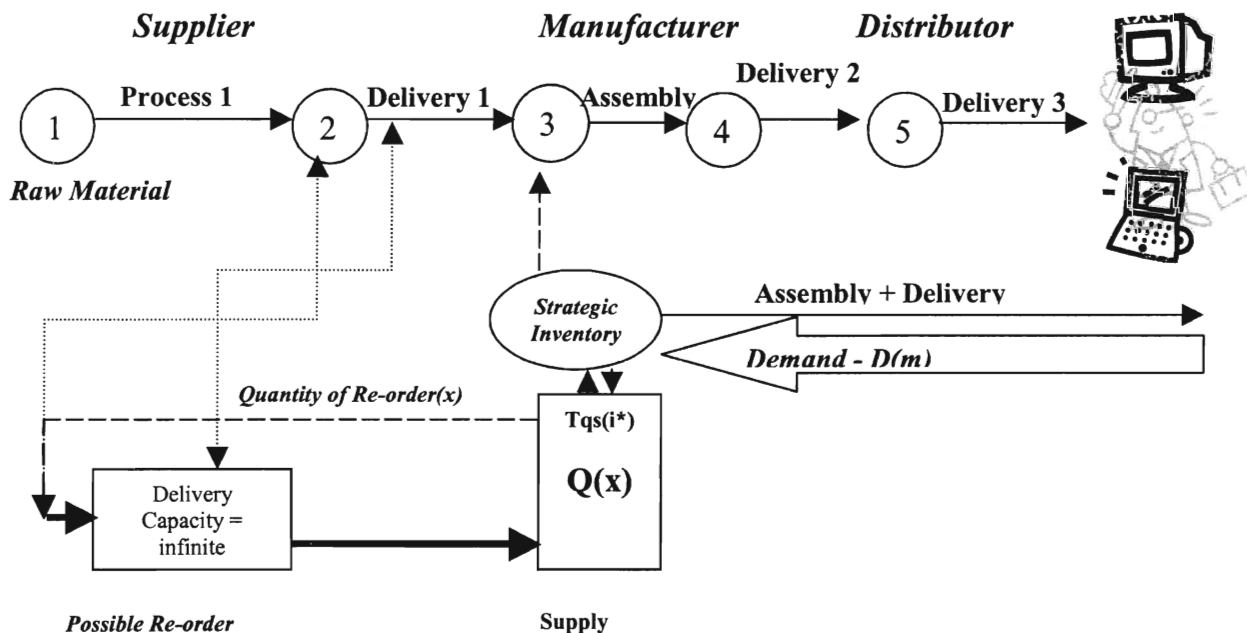 Supplier
Manufacturer
Distributor
Process 1
Delivery 1
Assembly
Delivery 2
Delivery 3
1
2
3
4
5
Raw Material
Strategic
Inventory
Assembly + Delivery
Demand - D(m)
Quantity of Re-order(x)
Tqs(i*)
Q(x)
Delivery
Capacity =
infinite
Possible Re-order
Supply